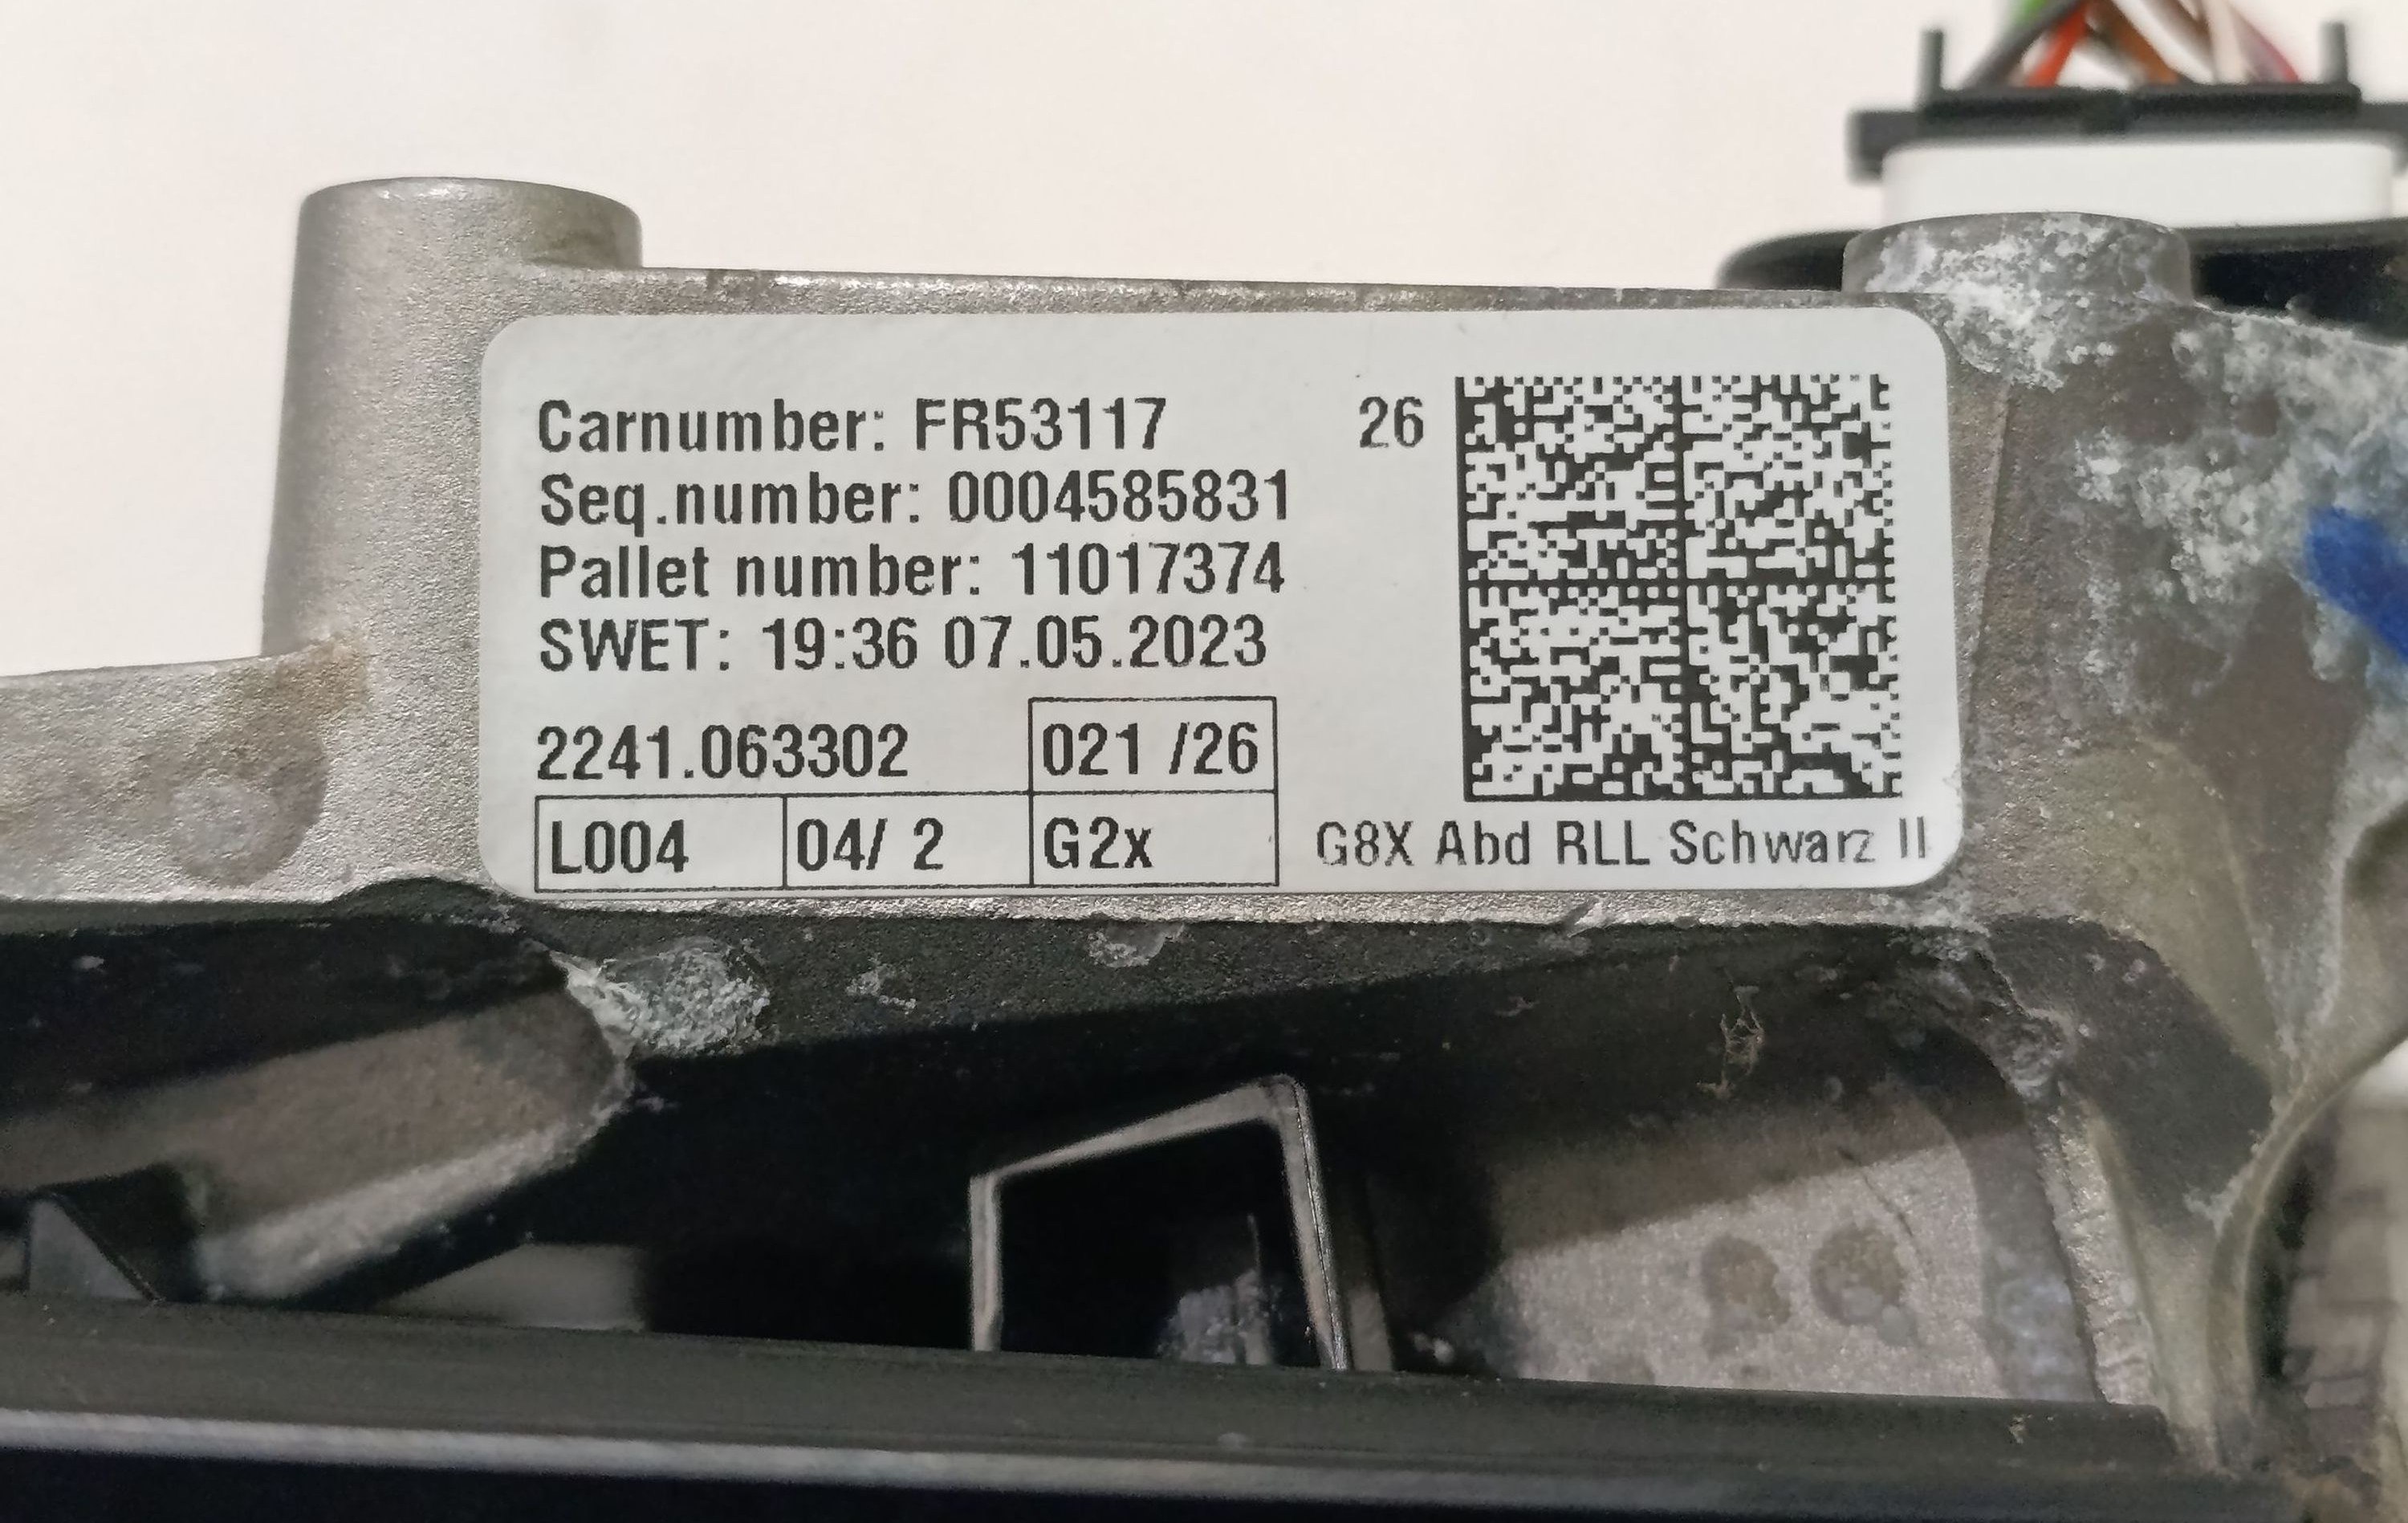 Carnumber: FR53117 26
Seq.number: 0004585831
Pallet number: 11017374
SWET: 19:36 07.05.2023
2241.063302 021 /26
L004 04/ 2 G2x G8X Abd RLL Schwarz II